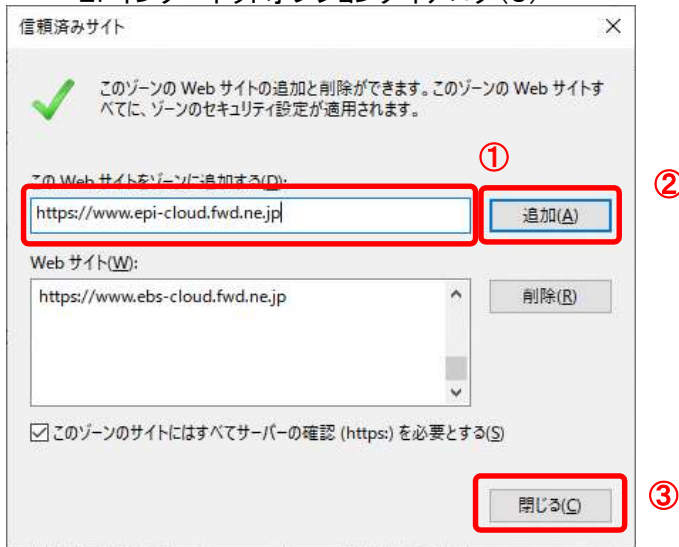 信頼済みサイト
このゾーンの Web サイトの追加と削除ができます。このゾーンの Web サイトす
べてに、ゾーンのセキュリティ設定が適用されます。
①
この Web サイトをゾーンに追加する(D):
②
https://www.epi-cloud.fwd.ne.jp
追加(A)
Web サイト(W):
https://www.ebs-cloud.fwd.ne.jp
削除(R)
このゾーンのサイトにはすべてサーバーの確認 (https:) を必要とする(S)
閉じる(C)
③